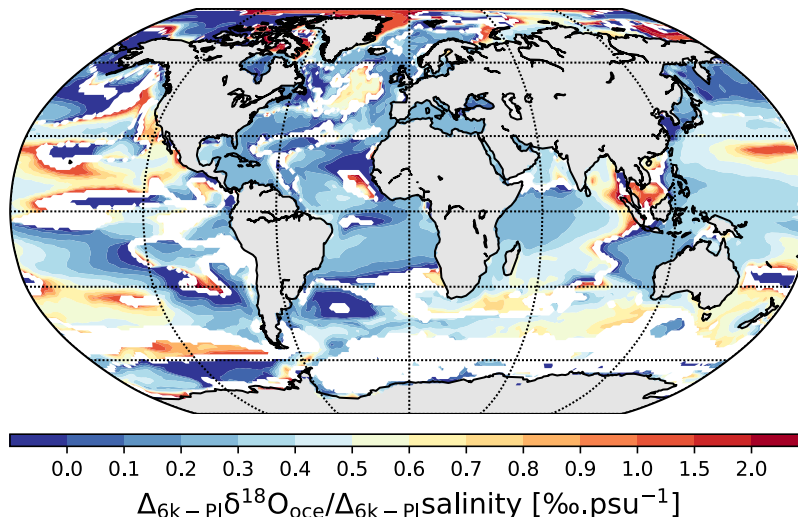 0.0 0.1 0.2 0.3 0.4 0.5 0.6 0.7 0.8 0.9 1.0 1.5 2.0
Δ₆ₖ₋PIδ¹⁸Oₒcₑ/Δ₆ₖ₋PIsalinity [‰.psu⁻¹]